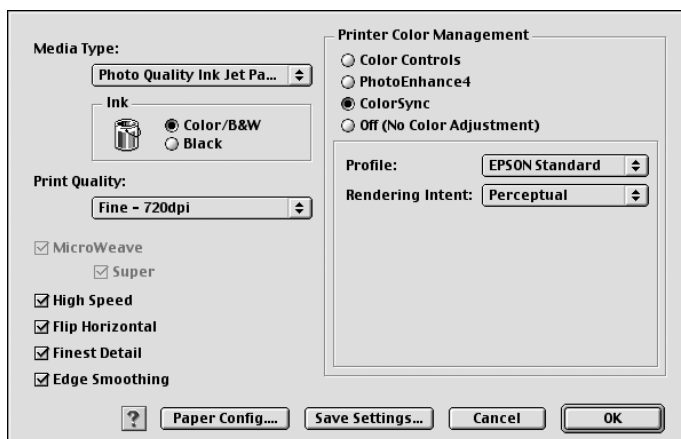 Media Type:
Photo Quality Ink Jet Pa...
Ink
Color/B&W
Black
Print Quality:
Fine - 720dpi
MicroWeave
Super
High Speed
Flip Horizontal
Finest Detail
Edge Smoothing
Printer Color Management
Color Controls
PhotoEnhance4
ColorSync
Off (No Color Adjustment)
Profile: EPSON Standard
Rendering Intent: Perceptual
? Paper Config.... Save Settings... Cancel OK